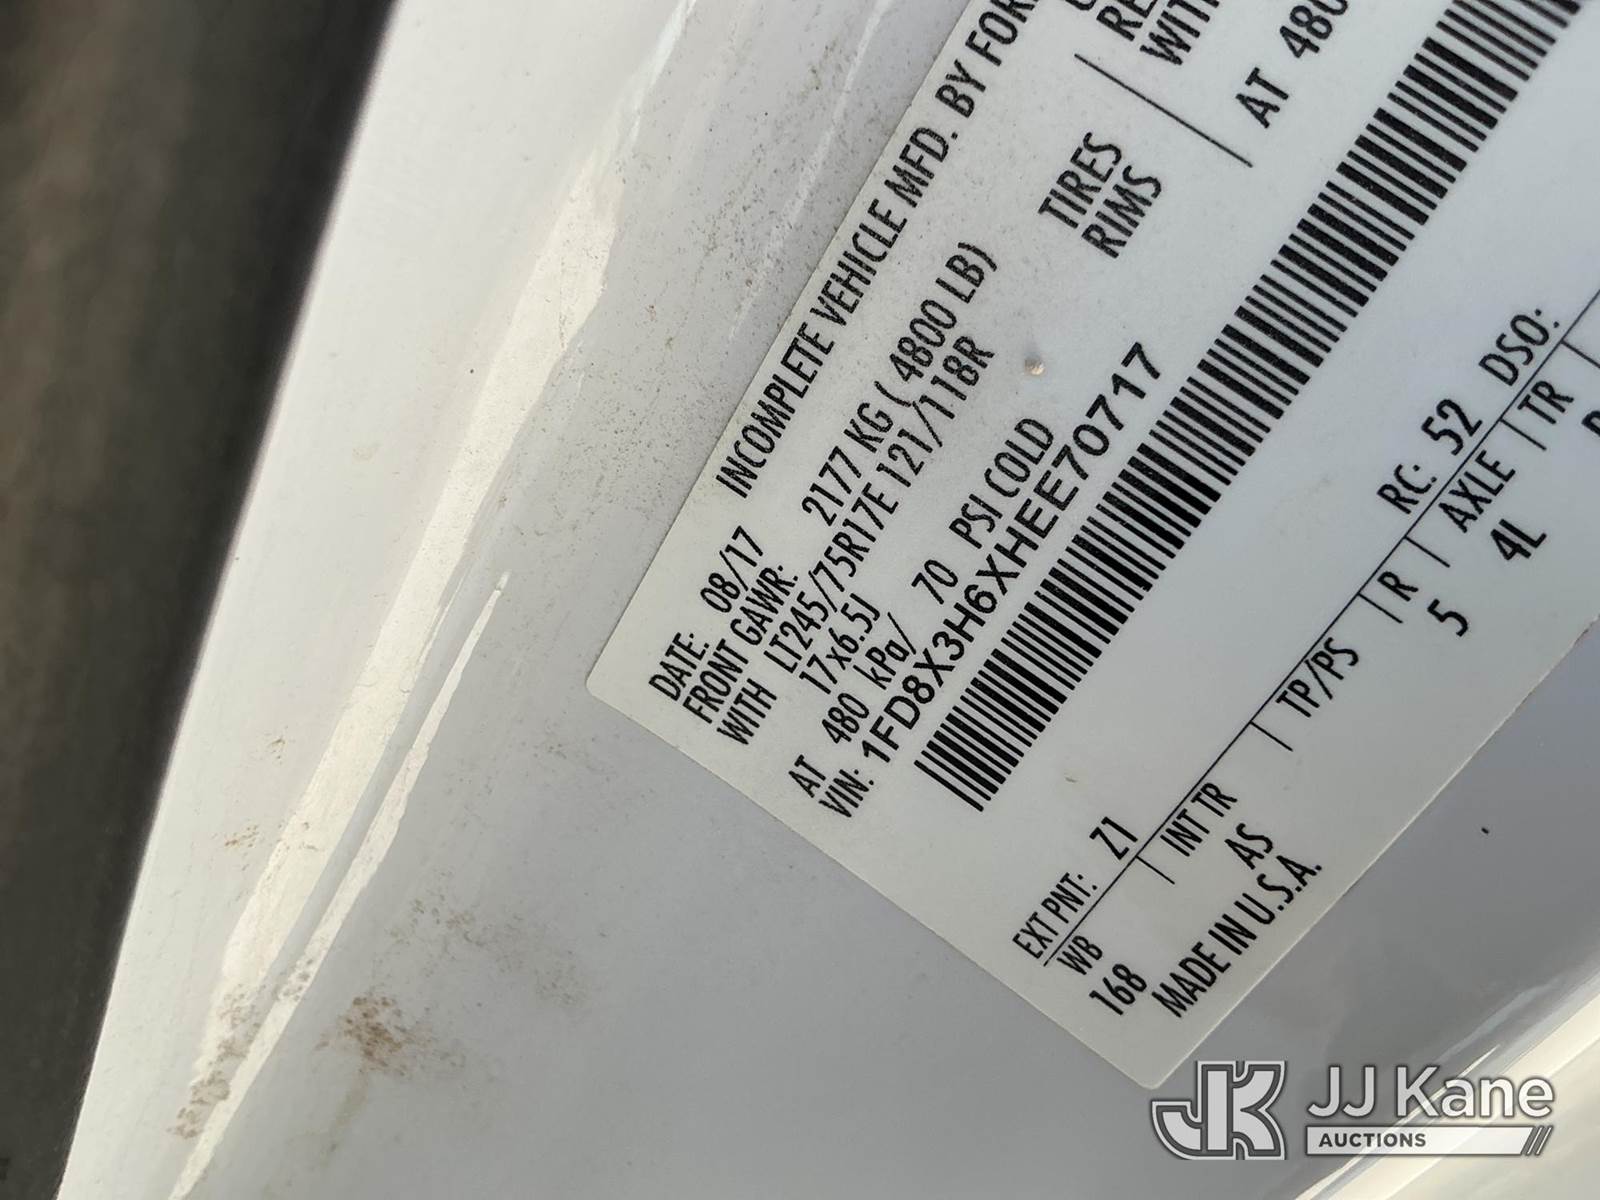 INCOMPLETE VEHICLE MFD. BY FOR
DATE: 08/17
FRONT GAWR: 2177 KG ( 4800 LB)
WITH LT245/75R17E 121/118R TIRES
17x6.5J RIMS
AT 480 kPa/ 70 PSI COLD
WITH
AT 480
VIN: 1FD8X3H6XHEE70717
EXT PNT: Z1 RC: 52 DSO:
WB | INT TR | TP/PS | R | AXLE | TR
168 AS 5 4L
MADE IN U.S.A.
JK JJ Kane
AUCTIONS